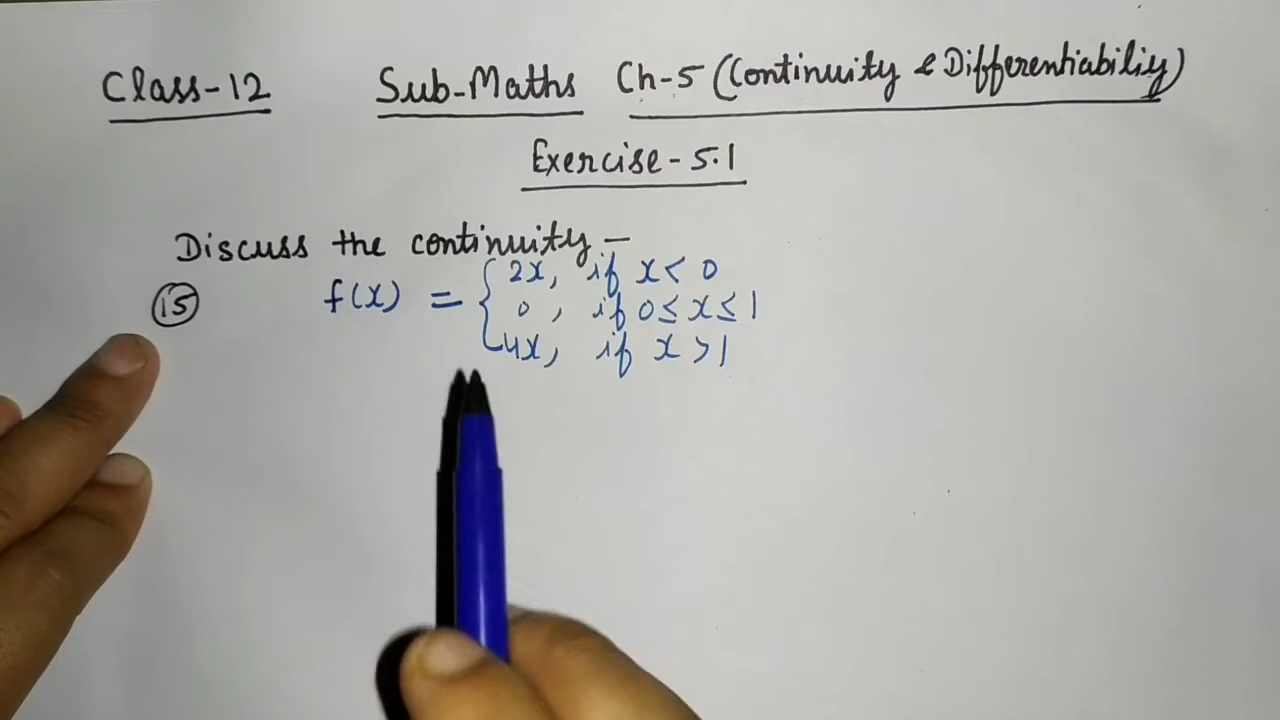 Class-12 Sub-Maths Ch-5 (Continuity & Differentiability)
Exercise-5.1
Discuss the continuity –
(15) f(x) = { 2x, if x < 0
0, if 0 ≤ x ≤ 1
4x, if x > 1